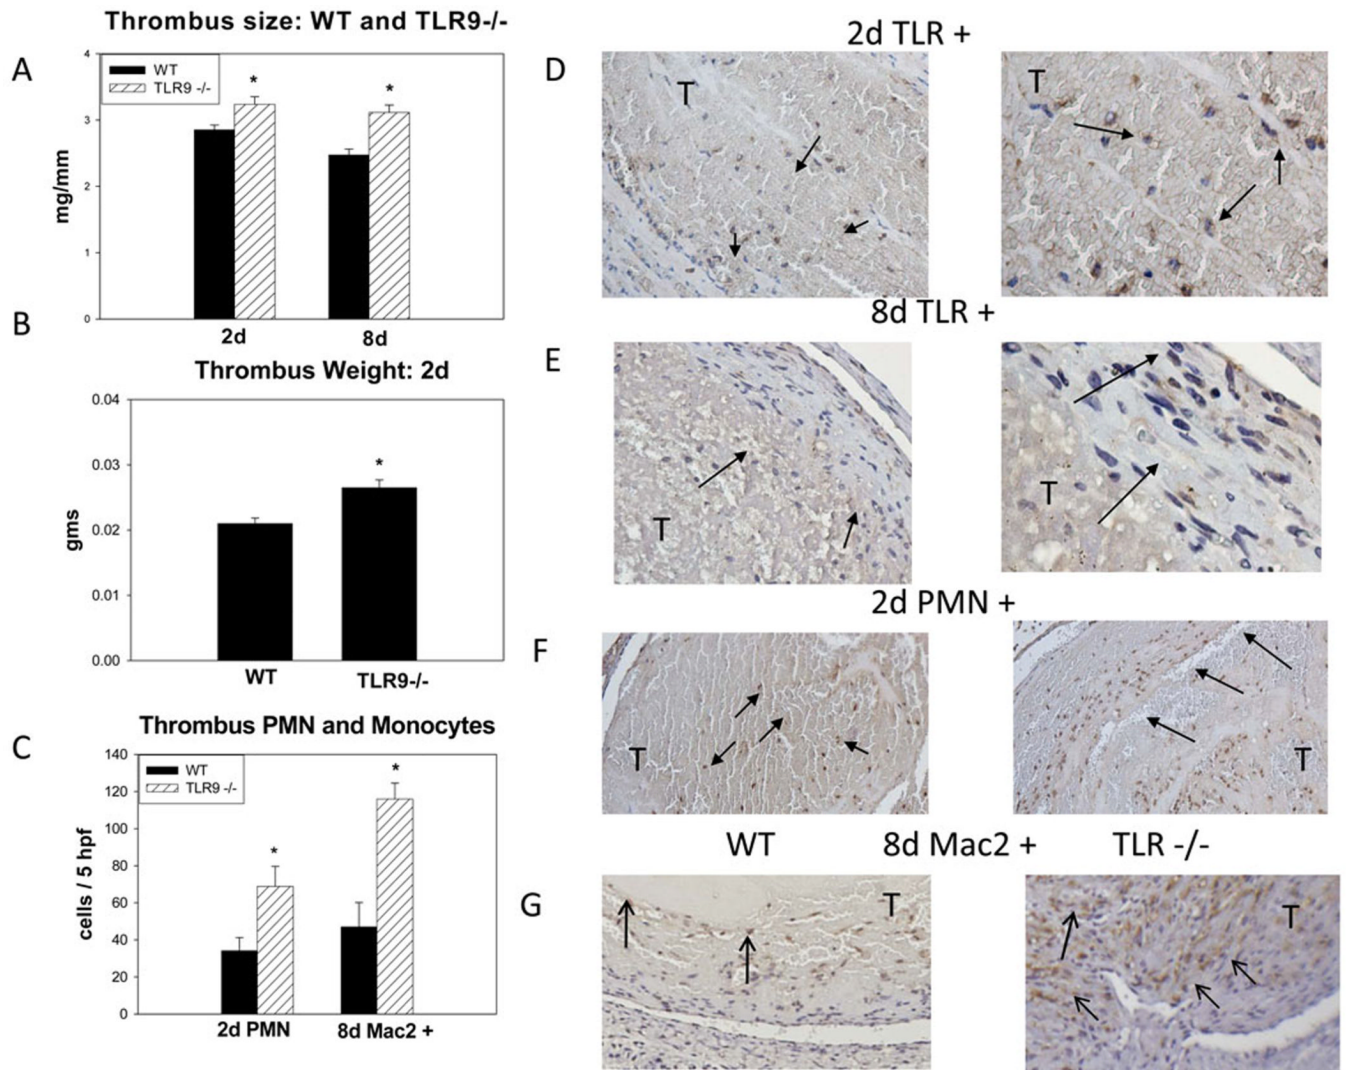 Thrombus size: WT and TLR9-/-
A
4
3
2
1
0
mg/mm
WT
TLR9 -/-
*
*
2d
8d
B
Thrombus Weight: 2d
0.04
0.03
0.02
0.01
0.00
gms
*
WT
TLR9-/-
C
Thrombus PMN and Monocytes
140
120
100
80
60
40
20
0
cells / 5 hpf
WT
TLR9 -/-
*
*
2d PMN
8d Mac2 +
2d TLR +
D
T
T
8d TLR +
E
T
T
2d PMN +
F
T
T
WT 8d Mac2 + TLR -/-
G
T
T